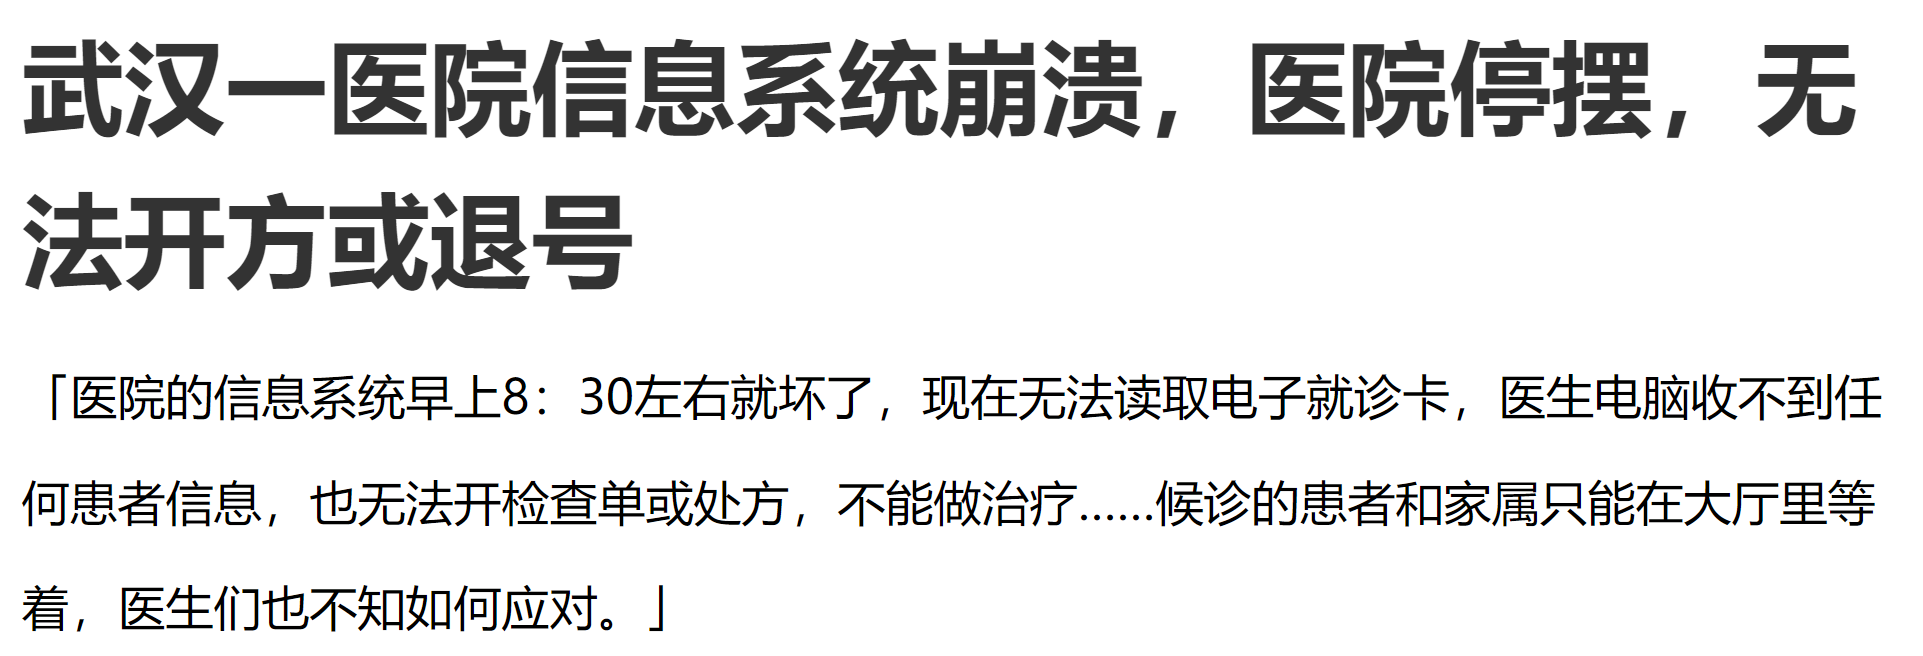 武汉一医院信息系统崩溃，医院停摆，无
法开方或退号
「医院的信息系统早上8：30左右就坏了，现在无法读取电子就诊卡，医生电脑收不到任
何患者信息，也无法开检查单或处方，不能做治疗……候诊的患者和家属只能在大厅里等
着，医生们也不知如何应对。」